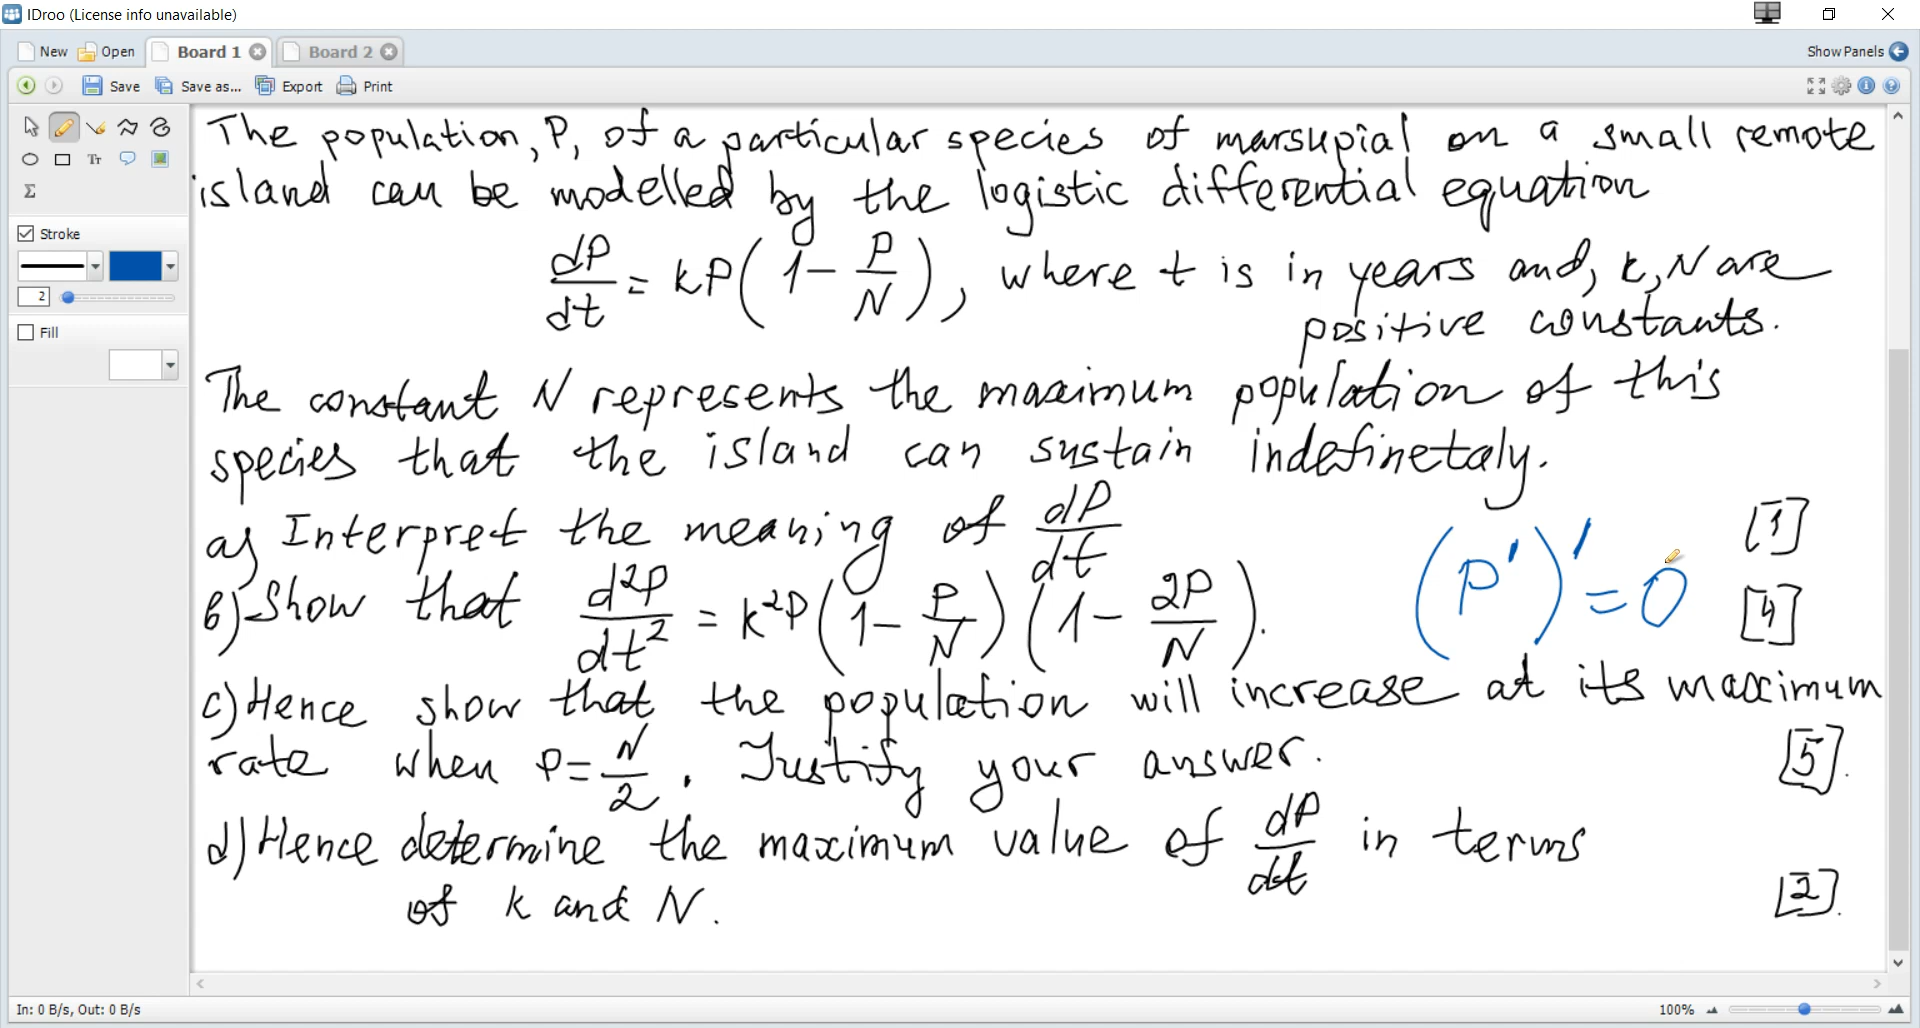 IDroo (License info unavailable)
New Open Board 1 Board 2 Show Panels
Save Save as... Export Print
The population, P, of a particular species of marsupial on a small remote
island can be modelled by the logistic differential equation
dP/dt = kP(1 - P/N), where t is in years and, k, N are
positive constants.
The constant N represents the maximum population of this
species that the island can sustain indefinetaly.
a) Interpret the meaning of dP/dt [1]
b) Show that d²P/dt² = k²P(1 - P/N)(1 - 2P/N). (P')' = 0 [4]
c) Hence show that the population will increase at its maximum
rate when P = N/2. Justify your answer. [5].
d) Hence determine the maximum value of dP/dt in terms
of k and N. [2].
Tr
Σ
Stroke
2
Fill
In: 0 B/s, Out: 0 B/s 100%